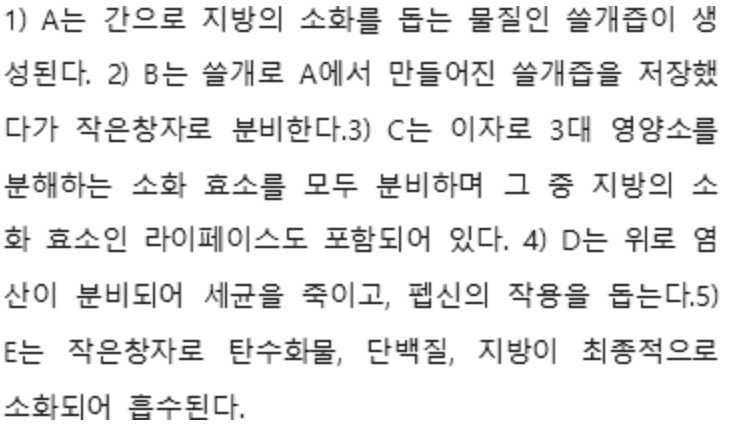 1) A는 간으로 지방의 소화를 돕는 물질인 쓸개즙이 생
성된다. 2) B는 쓸개로 A에서 만들어진 쓸개즙을 저장했
다가 작은창자로 분비한다.3) C는 이자로 3대 영양소를
분해하는 소화 효소를 모두 분비하며 그 중 지방의 소
화 효소인 라이페이스도 포함되어 있다. 4) D는 위로 염
산이 분비되어 세균을 죽이고, 펩신의 작용을 돕는다.5)
E는 작은창자로 탄수화물, 단백질, 지방이 최종적으로
소화되어 흡수된다.